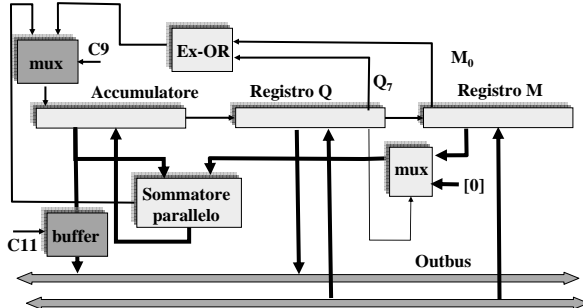 C9
mux
Ex-OR
M0
Q7
Accumulatore
Registro Q
Registro M
mux
[0]
Sommatore
parallelo
C11
buffer
Outbus